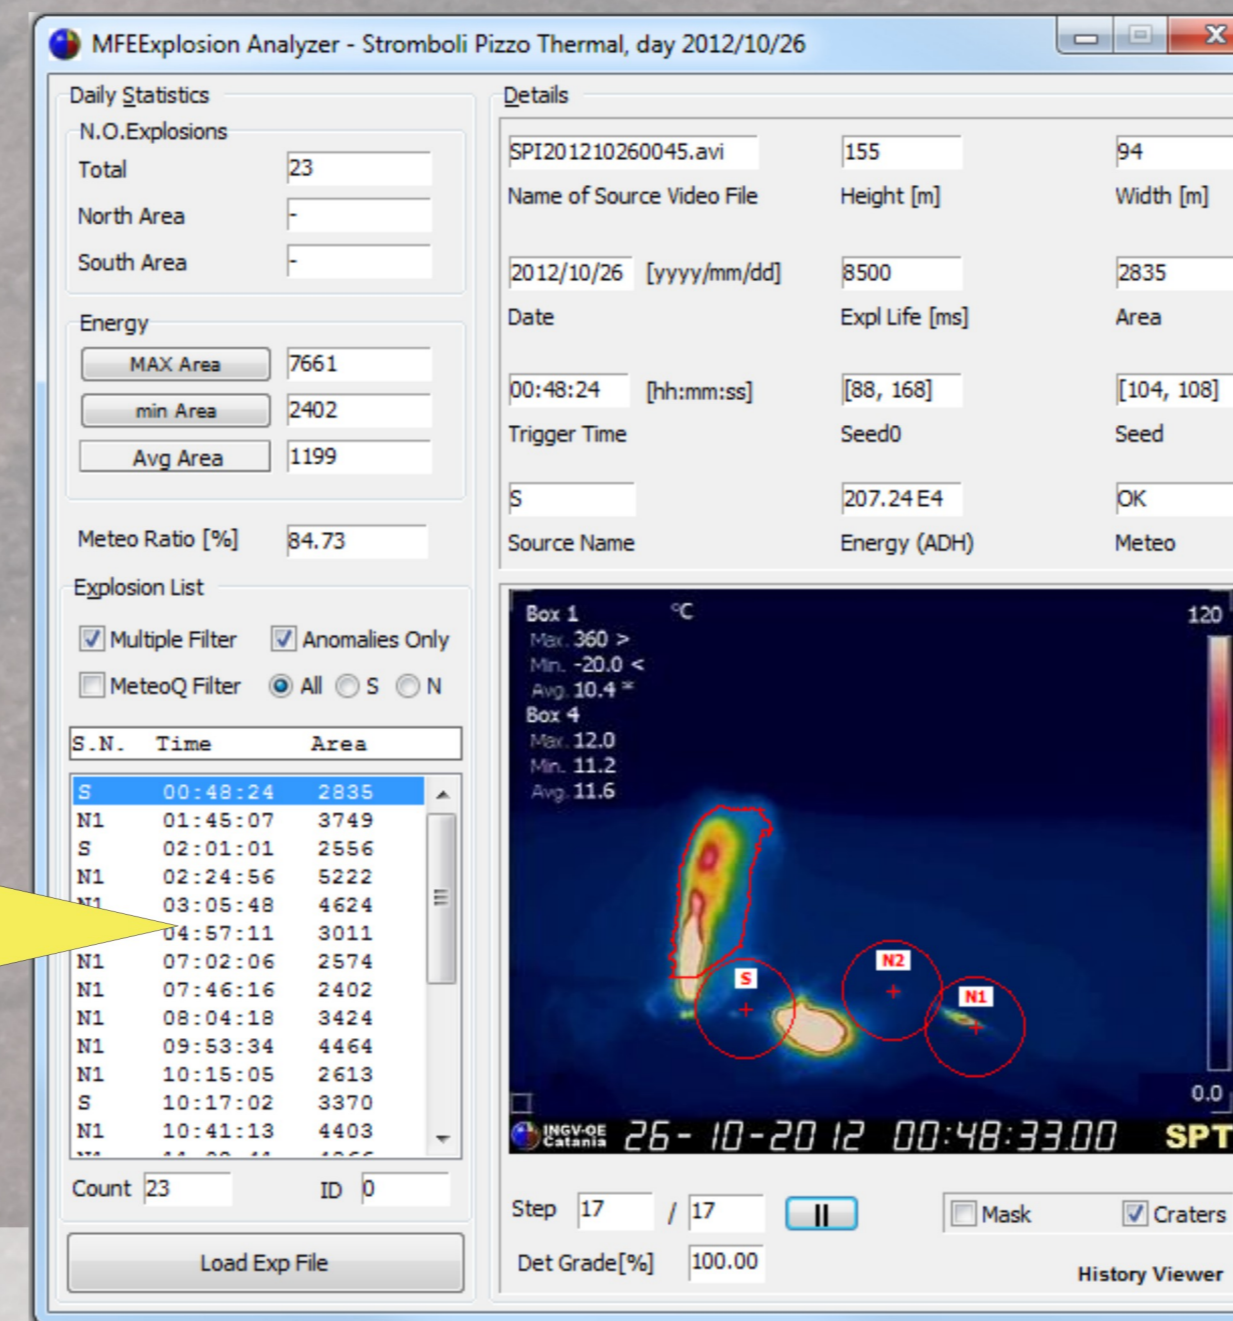 MFEExplosion Analyzer - Stromboli Pizzo Thermal, day 2012/10/26
Daily Statistics
N.O.Explosions
Total 23
North Area -
South Area -
Energy
MAX Area 7661
min Area 2402
Avg Area 1199
Meteo Ratio [%] 84.73
Explosion List
Multiple Filter Anomalies Only
MeteoQ Filter All S N
S.N. Time Area
S 00:48:24 2835
N1 01:45:07 3749
S 02:01:01 2556
N1 02:24:56 5222
N1 03:05:48 4624
04:57:11 3011
N1 07:02:06 2574
N1 07:46:16 2402
N1 08:04:18 3424
N1 09:53:34 4464
N1 10:15:05 2613
S 10:17:02 3370
N1 10:41:13 4403
Count 23 ID 0
Load Exp File
Details
SPI201210260045.avi 155 94
Name of Source Video File Height [m] Width [m]
2012/10/26 [yyyy/mm/dd] 8500 2835
Date Expl Life [ms] Area
00:48:24 [hh:mm:ss] [88, 168] [104, 108]
Trigger Time Seed0 Seed
S 207.24 E4 OK
Source Name Energy (ADH) Meteo
Box 1 °C 120
Max. 360 >
Min. -20.0 <
Avg. 10.4 *
Box 4
Max. 12.0
Min. 11.2
Avg. 11.6
S N2 N1
0.0
INGV-OE
Catania 26-10-2012 00:48:33.00 SPT
Step 17 / 17 Mask Craters
Det Grade[%] 100.00 History Viewer